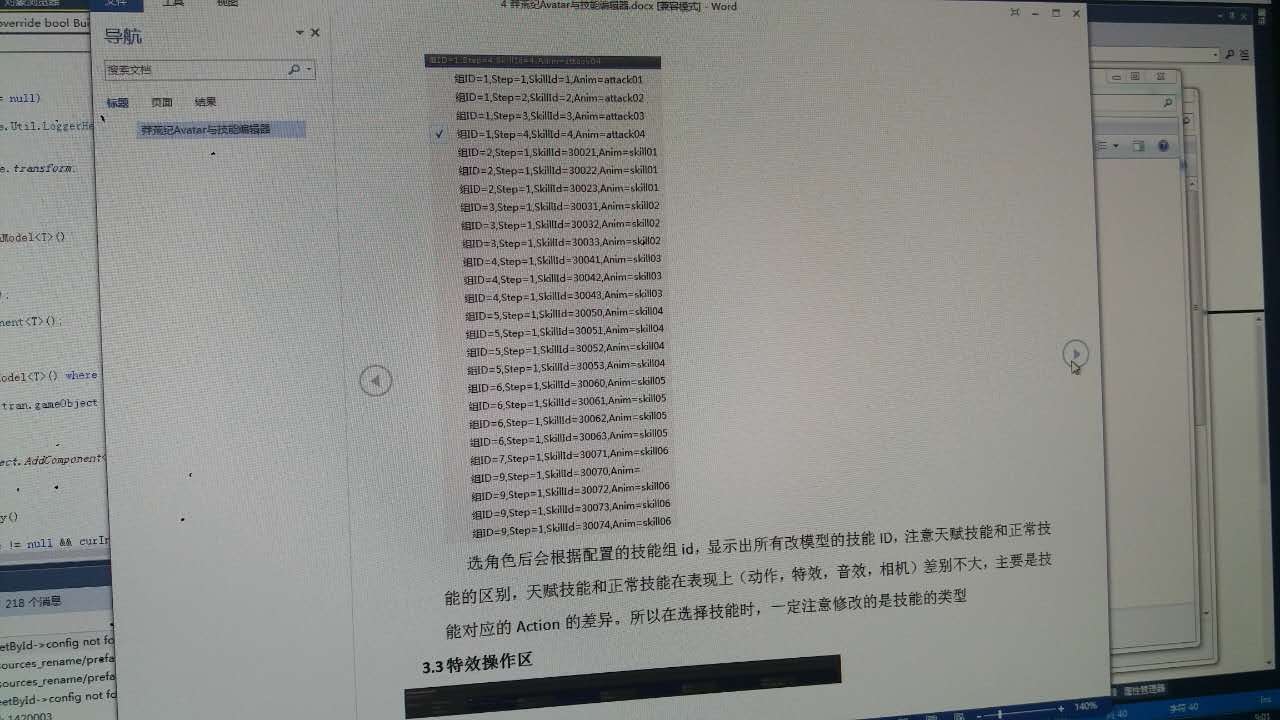 对象浏览器
override bool Bui
= null)
e.Util.LoggerHe
e.transform.
aModel<T>()
nent<T>();
Model<T>() where
tran.gameObject
ect.AddComponent<
y()
!= null && curIn
218 个消息
etById->config not fo
sources_rename/prefa
sources_rename/prefa
etById->config not fo
1420003
文件 工具 视图
4 莽荒纪Avatar与技能编辑器.docx [兼容模式] - Word
导航
搜索文档
标题 页面 结果
莽荒纪Avatar与技能编辑器
组ID=1,Step=4,SkillId=4,Anim=attack04
组ID=1,Step=1,SkillId=1,Anim=attack01
组ID=1,Step=2,SkillId=2,Anim=attack02
组ID=1,Step=3,SkillId=3,Anim=attack03
组ID=1,Step=4,SkillId=4,Anim=attack04
组ID=2,Step=1,SkillId=30021,Anim=skill01
组ID=2,Step=1,SkillId=30022,Anim=skill01
组ID=2,Step=1,SkillId=30023,Anim=skill01
组ID=3,Step=1,SkillId=30031,Anim=skill02
组ID=3,Step=1,SkillId=30032,Anim=skill02
组ID=3,Step=1,SkillId=30033,Anim=skill02
组ID=4,Step=1,SkillId=30041,Anim=skill03
组ID=4,Step=1,SkillId=30042,Anim=skill03
组ID=4,Step=1,SkillId=30043,Anim=skill03
组ID=5,Step=1,SkillId=30050,Anim=skill04
组ID=5,Step=1,SkillId=30051,Anim=skill04
组ID=5,Step=1,SkillId=30052,Anim=skill04
组ID=5,Step=1,SkillId=30053,Anim=skill04
组ID=6,Step=1,SkillId=30060,Anim=skill05
组ID=6,Step=1,SkillId=30061,Anim=skill05
组ID=6,Step=1,SkillId=30062,Anim=skill05
组ID=6,Step=1,SkillId=30063,Anim=skill05
组ID=7,Step=1,SkillId=30071,Anim=skill06
组ID=9,Step=1,SkillId=30070,Anim=
组ID=9,Step=1,SkillId=30072,Anim=skill06
组ID=9,Step=1,SkillId=30073,Anim=skill06
组ID=9,Step=1,SkillId=30074,Anim=skill06
选角色后会根据配置的技能组 id，显示出所有改模型的技能 ID，注意天赋技能和正常技
能的区别，天赋技能和正常技能在表现上（动作，特效，音效，相机）差别不大，主要是技
能对应的 Action 的差异。所以在选择技能时，一定注意修改的是技能的类型
3.3 特效操作区
140%
属性管理器
字符 40